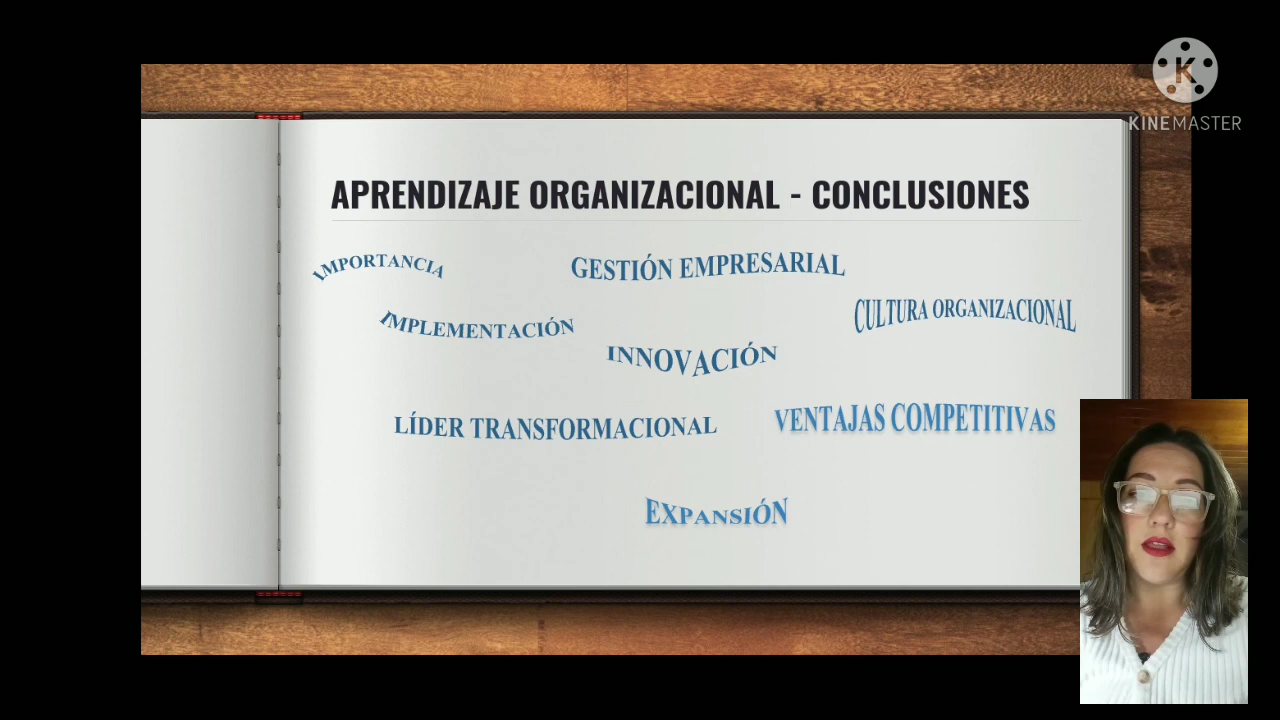 KINEMASTER
APRENDIZAJE ORGANIZACIONAL - CONCLUSIONES
IMPORTANCIA
GESTIÓN EMPRESARIAL
CULTURA ORGANIZACIONAL
IMPLEMENTACIÓN
INNOVACIÓN
LÍDER TRANSFORMACIONAL
VENTAJAS COMPETITIVAS
EXPANSIÓN